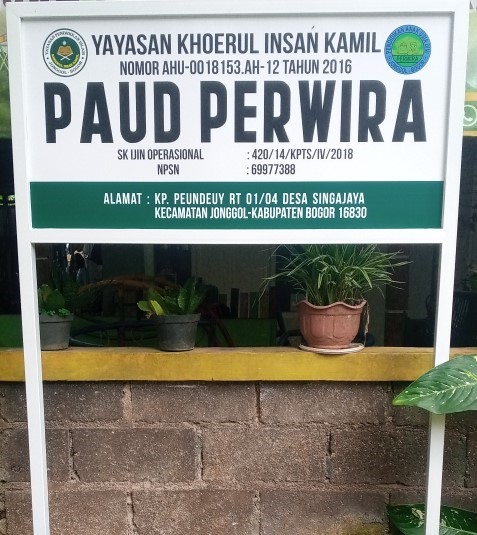 YAYASAN KHOERUL INSAN KAMIL
NOMOR AHU-0018153.AH-12 TAHUN 2016
PAUD PERWIRA
SK IJIN OPERASIONAL : 420/14/KPTS/IV/2018
NPSN : 69977388
ALAMAT : KP. PEUNDEUY RT 01/04 DESA SINGAJAYA
KECAMATAN JONGGOL-KABUPATEN BOGOR 16830
PERWIRA